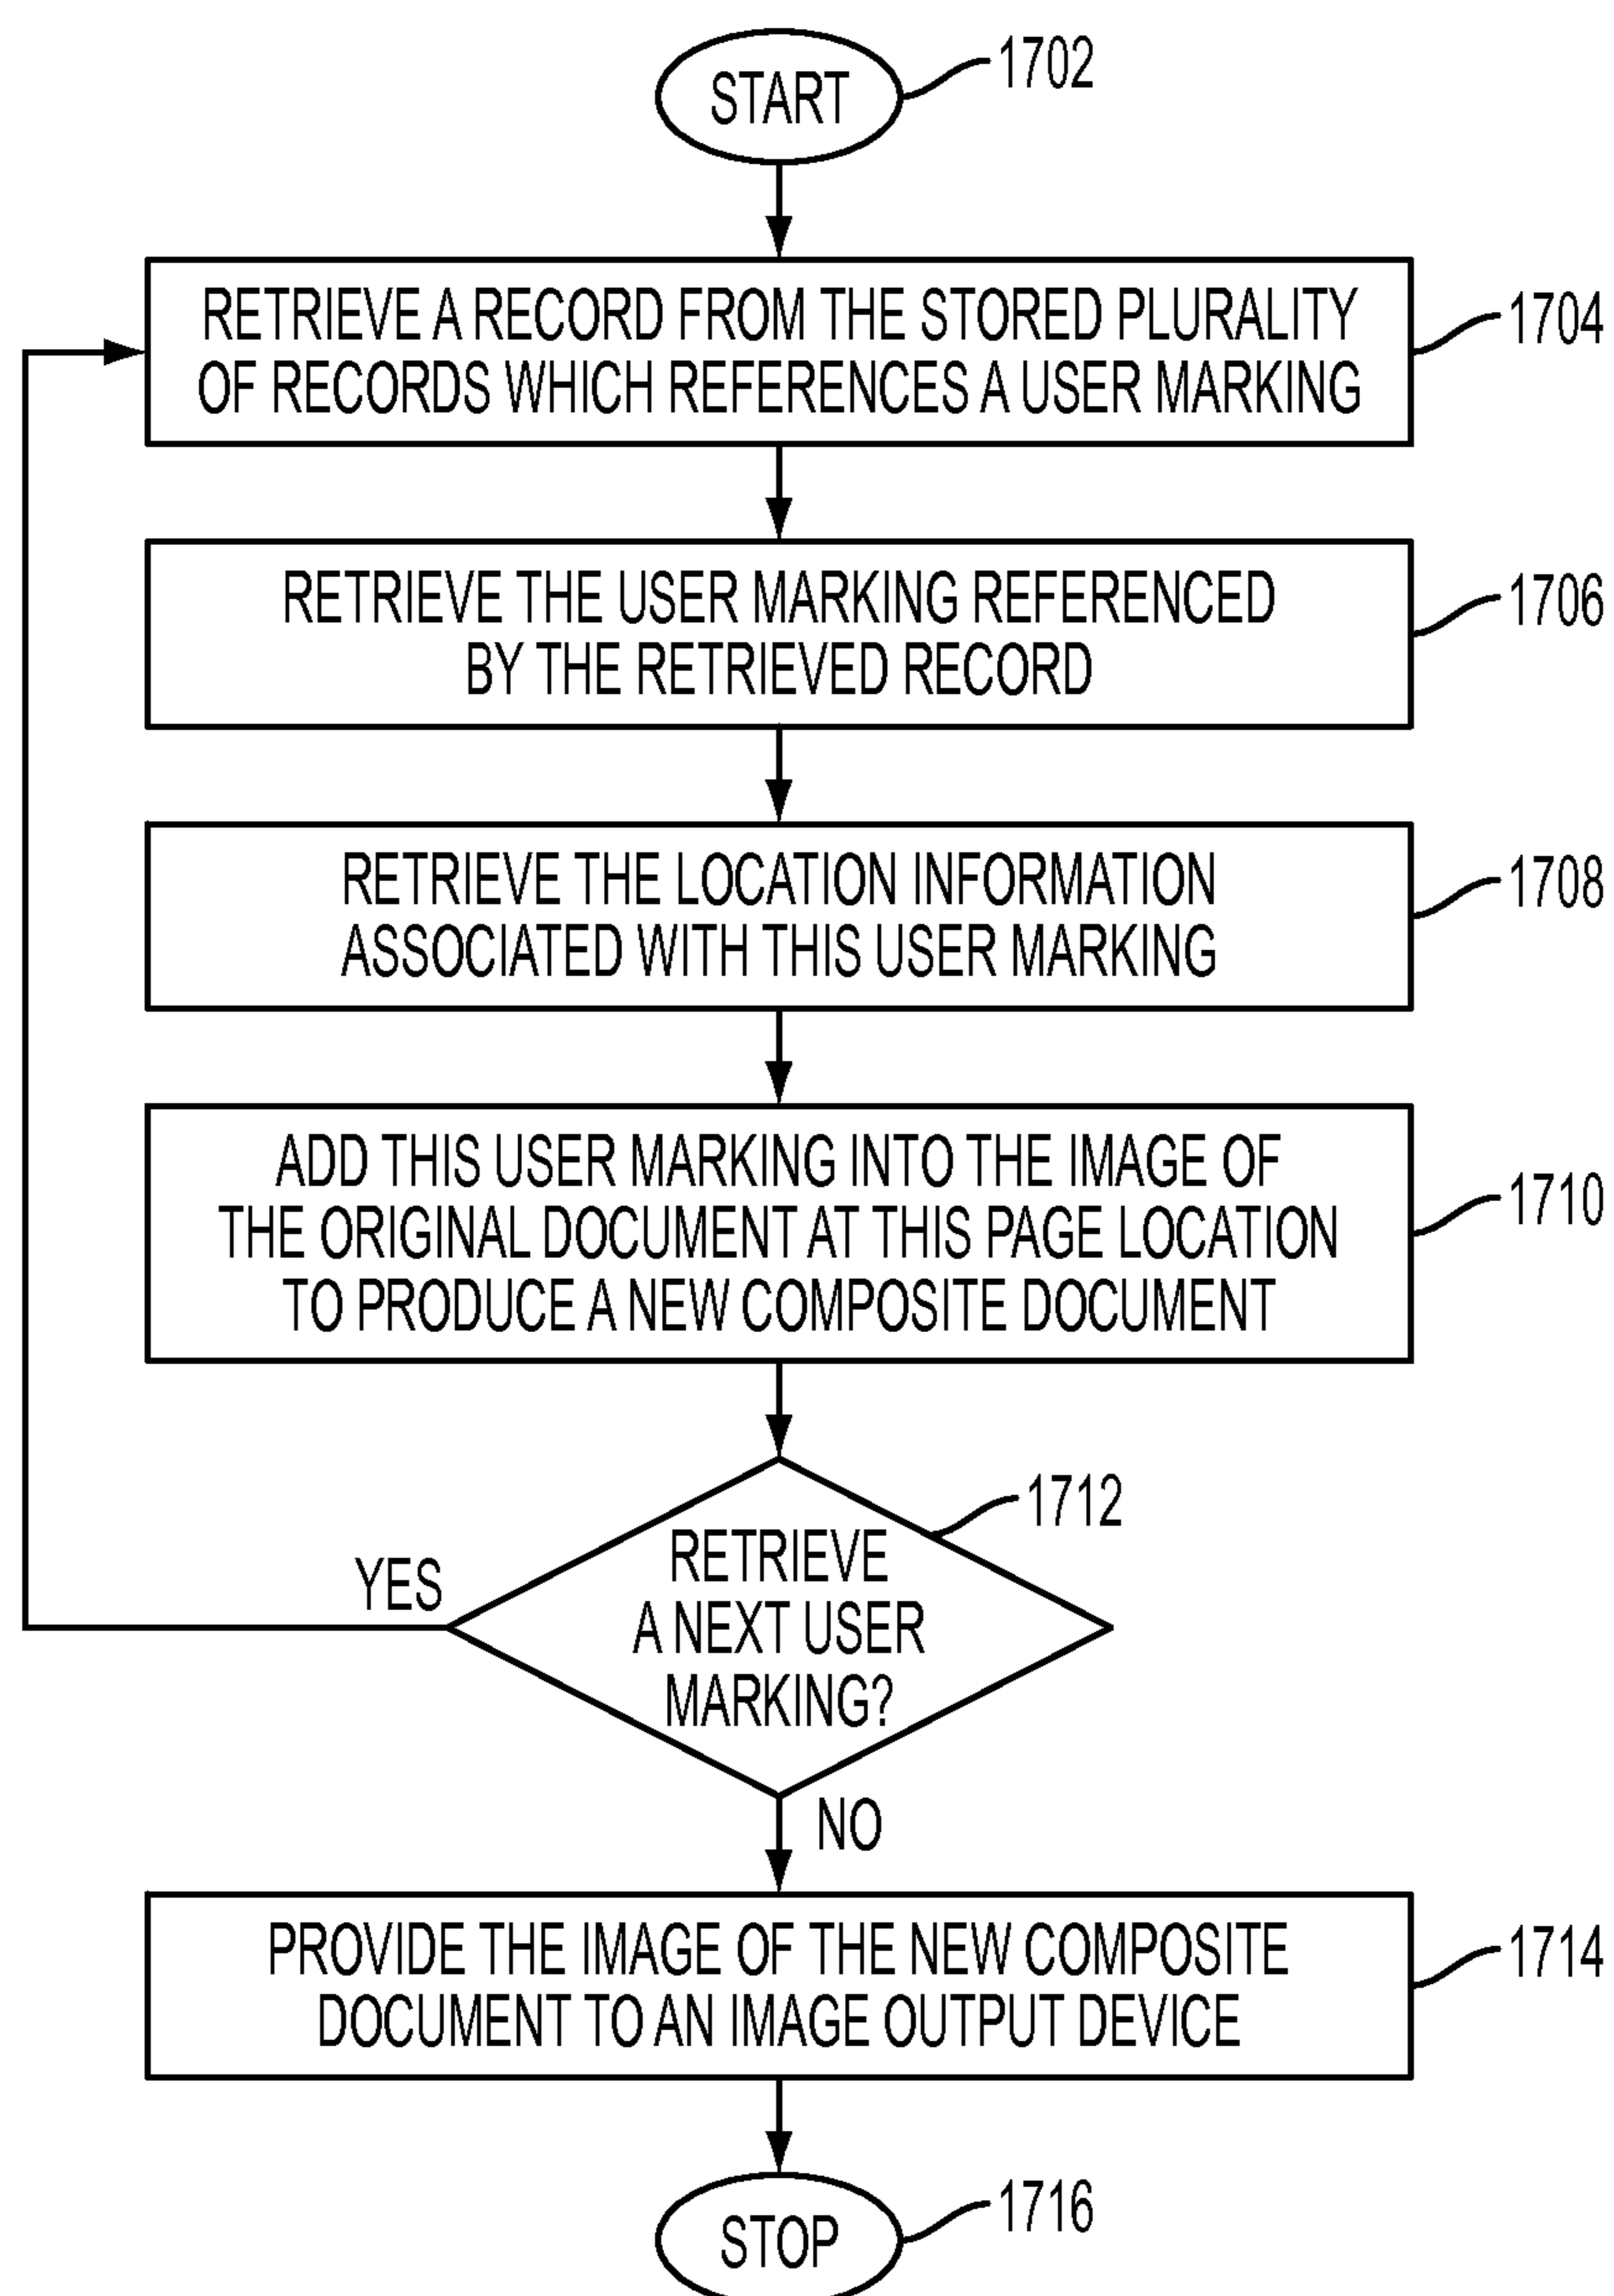 START
1702
RETRIEVE A RECORD FROM THE STORED PLURALITY
OF RECORDS WHICH REFERENCES A USER MARKING
1704
RETRIEVE THE USER MARKING REFERENCED
BY THE RETRIEVED RECORD
1706
RETRIEVE THE LOCATION INFORMATION
ASSOCIATED WITH THIS USER MARKING
1708
ADD THIS USER MARKING INTO THE IMAGE OF
THE ORIGINAL DOCUMENT AT THIS PAGE LOCATION
TO PRODUCE A NEW COMPOSITE DOCUMENT
1710
RETRIEVE
A NEXT USER
MARKING?
1712
YES
NO
PROVIDE THE IMAGE OF THE NEW COMPOSITE
DOCUMENT TO AN IMAGE OUTPUT DEVICE
1714
STOP
1716